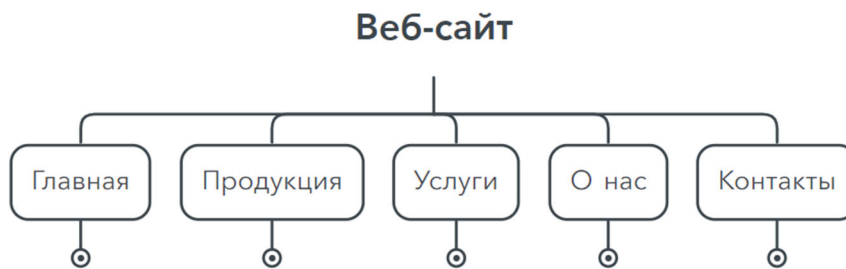 Веб-сайт
Главная
Продукция
Услуги
О нас
Контакты